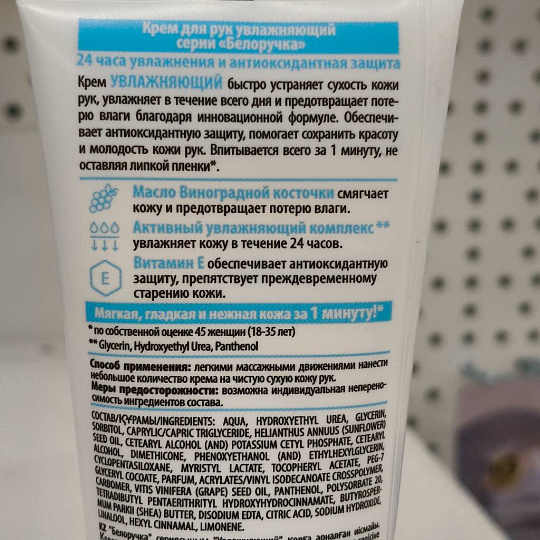 Крем для рук увлажняющий
серии «Белоручка»
24 часа увлажнения и антиоксидантная защита
Крем УВЛАЖНЯЮЩИЙ быстро устраняет сухость кожи
рук, увлажняет в течение всего дня и предотвращает поте-
рю влаги благодаря инновационной формуле. Обеспечи-
вает антиоксидантную защиту, помогает сохранить красоту
и молодость кожи рук. Впитывается всего за 1 минуту, не
оставляя липкой пленки*.
Масло Виноградной косточки смягчает
кожу и предотвращает потерю влаги.
Активный увлажняющий комплекс **
увлажняет кожу в течение 24 часов.
E Витамин Е обеспечивает антиоксидантную
защиту, препятствует преждевременному
старению кожи.
Мягкая, гладкая и нежная кожа за 1 минуту!*
* по собственной оценке 45 женщин (18-35 лет)
** Glycerin, Hydroxyethyl Urea, Panthenol
Способ применения: легкими массажными движениями нанести
небольшое количество крема на чистую сухую кожу рук.
Меры предосторожности: возможна индивидуальная неперено-
симость ингредиентов состава.
СОСТАВ/ҚҰРАМЫ/INGREDIENTS: AQUA, HYDROXYETHYL UREA, GLYCERIN,
SORBITOL, CAPRYLIC/CAPRIC TRIGLYCERIDE, HELIANTHUS ANNUUS (SUNFLOWER)
SEED OIL, CETEARYL ALCOHOL (AND) POTASSIUM CETYL PHOSPHATE, CETEARYL
ALCOHOL, DIMETHICONE, PHENOXYETHANOL (AND) ETHYLHEXYLGLYCERIN,
CYCLOPENTASILOXANE, MYRISTYL LACTATE, TOCOPHERYL ACETATE, PEG-7
GLYCERYL COCOATE, PARFUM, ACRYLATES/VINYL ISODECANOATE CROSSPOLYMER,
CARBOMER, VITIS VINIFERA (GRAPE) SEED OIL, PANTHENOL, POLYSORBATE 20,
TETRADIBUTYL PENTAERITHRITYL HYDROXYHYDROCINNAMATE, BUTYROSPER-
MUM PARKII (SHEA) BUTTER, DISODIUM EDTA, CITRIC ACID, SODIUM HYDROXIDE,
LINALOOL, HEXYL CINNAMAL, LIMONENE.
KZ "Белоручка" сериясының "Увлажняющий" қолға арналған иісмайы.